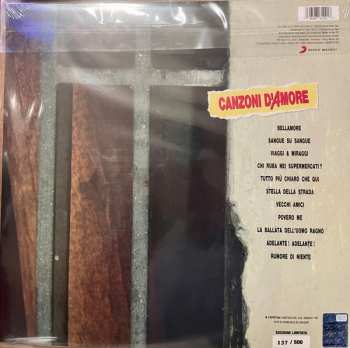 SONY MUSIC
CANZONI D'AMORE
BELLAMORE
SANGUE SU SANGUE
VIAGGI & MIRAGGI
CHI RUBA NEI SUPERMERCATI?
TUTTO PIÙ CHIARO CHE QUI
STELLA DELLA STRADA
VECCHI AMICI
POVERO ME
LA BALLATA DELL'UOMO RAGNO
ADELANTE! ADELANTE!
RUMORE DI NIENTE
EDIZIONE LIMITATA
137 / 500